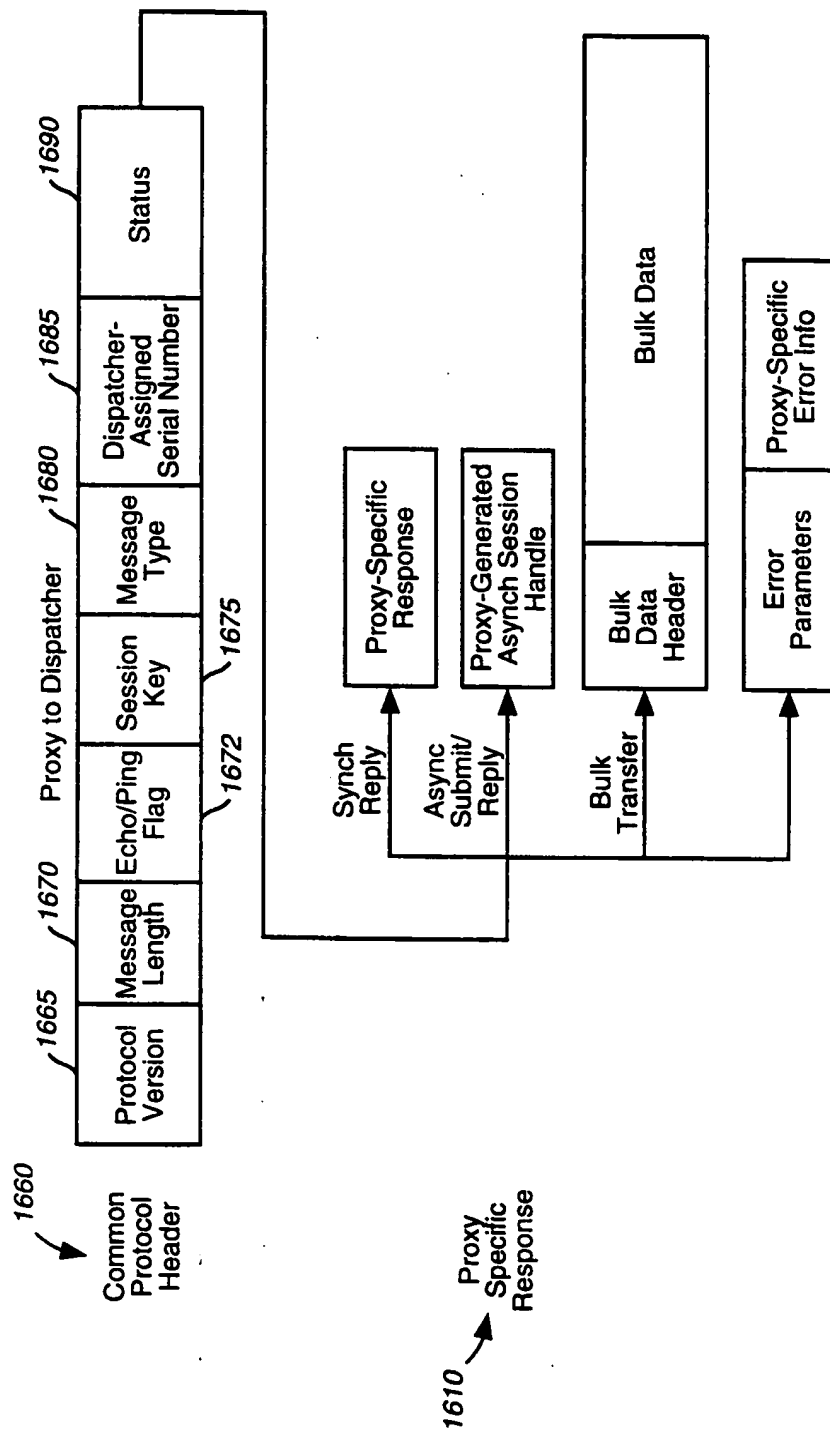 Proxy to Dispatcher
1660
Common
Protocol
Header
1665
Protocol
Version
1670
Message
Length
Echo/Ping
Flag
1672
Session
Key
1675
1680
Message
Type
1685
Dispatcher-
Assigned
Serial Number
1690
Status
1610
Proxy
Specific
Response
Synch
Reply
Proxy-Specific
Response
Async
Submit/
Reply
Proxy-Generated
Asynch Session
Handle
Bulk
Transfer
Bulk
Data
Header
Bulk Data
Error
Parameters
Proxy-Specific
Error Info